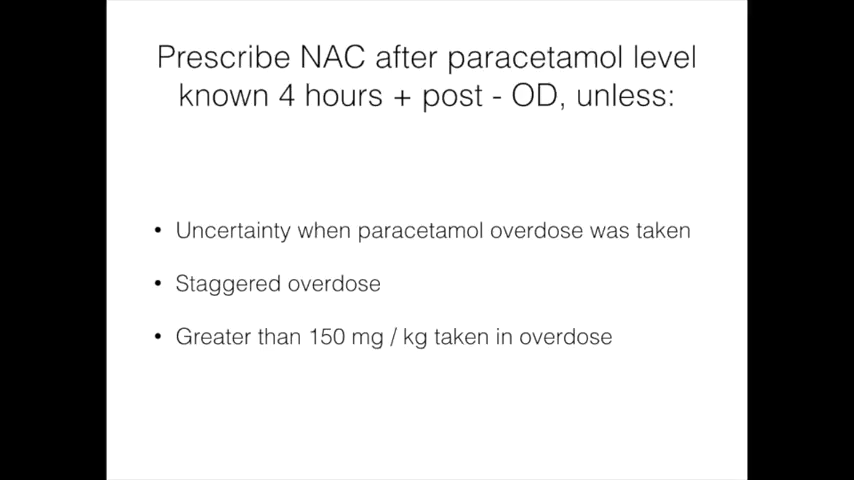 Prescribe NAC after paracetamol level
known 4 hours + post - OD, unless:
• Uncertainty when paracetamol overdose was taken
• Staggered overdose
• Greater than 150 mg / kg taken in overdose